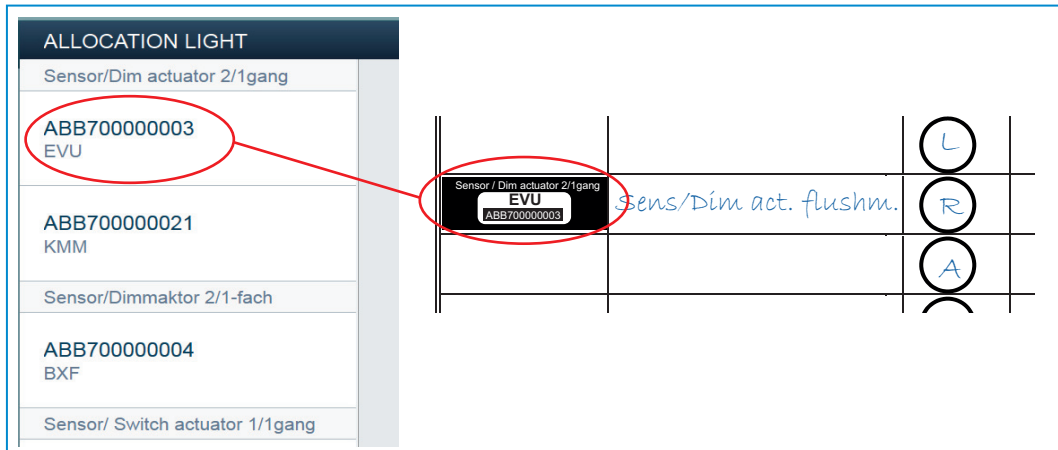 ALLOCATION LIGHT
Sensor/Dim actuator 2/1gang
ABB700000003
EVU
ABB700000021
KMM
Sensor/Dimmaktor 2/1-fach
ABB700000004
BXF
Sensor/ Switch actuator 1/1gang
L
Sensor / Dim actuator 2/1gang
EVU
ABB700000003
Sens/Dim act. flushm.
R
A